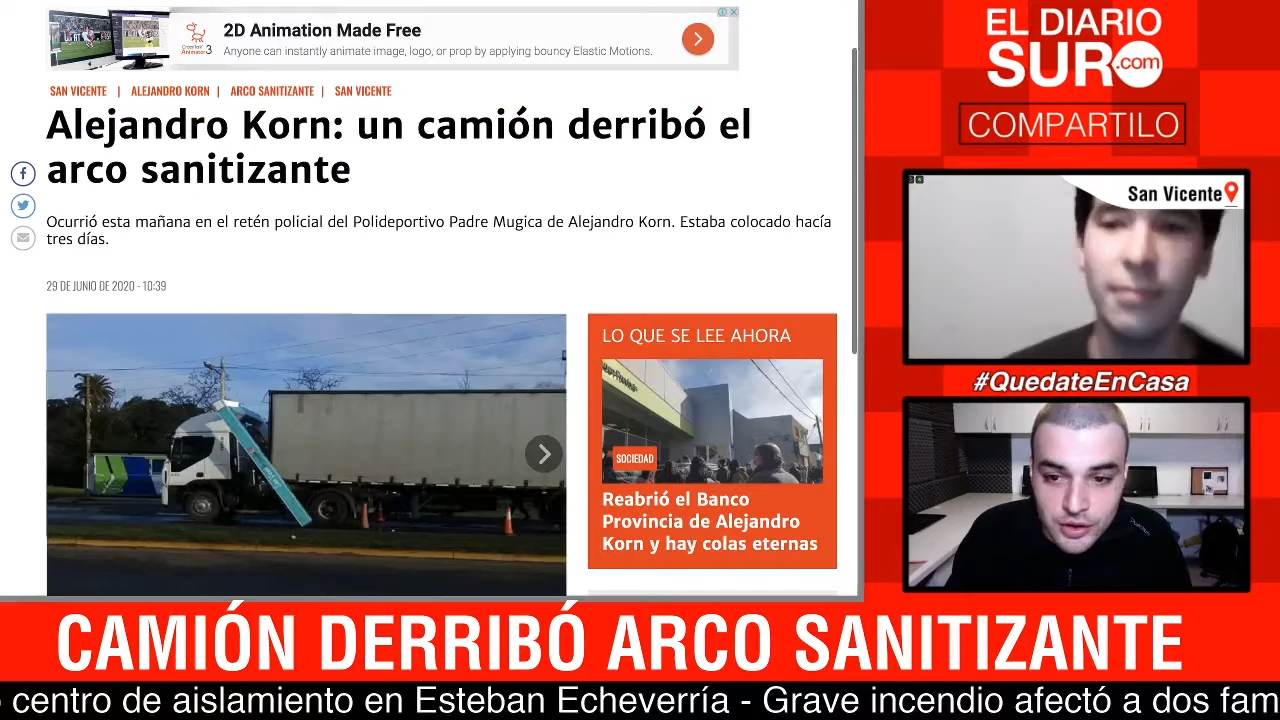 2D Animation Made Free
Anyone can instantly animate image, logo, or prop by applying bouncy Elastic Motions.
SAN VICENTE | ALEJANDRO KORN | ARCO SANITIZANTE | SAN VICENTE
Alejandro Korn: un camión derribó el
arco sanitizante
Ocurrió esta mañana en el retén policial del Polideportivo Padre Mugica de Alejandro Korn. Estaba colocado hacía
tres días.
29 DE JUNIO DE 2020 - 10:39
LO QUE SE LEE AHORA
SOCIEDAD
Reabrió el Banco
Provincia de Alejandro
Korn y hay colas eternas
EL DIARIO
SUR.com
COMPARTILO
San Vicente
#QuedateEnCasa
CAMIÓN DERRIBÓ ARCO SANITIZANTE
o centro de aislamiento en Esteban Echeverría - Grave incendio afectó a dos fam